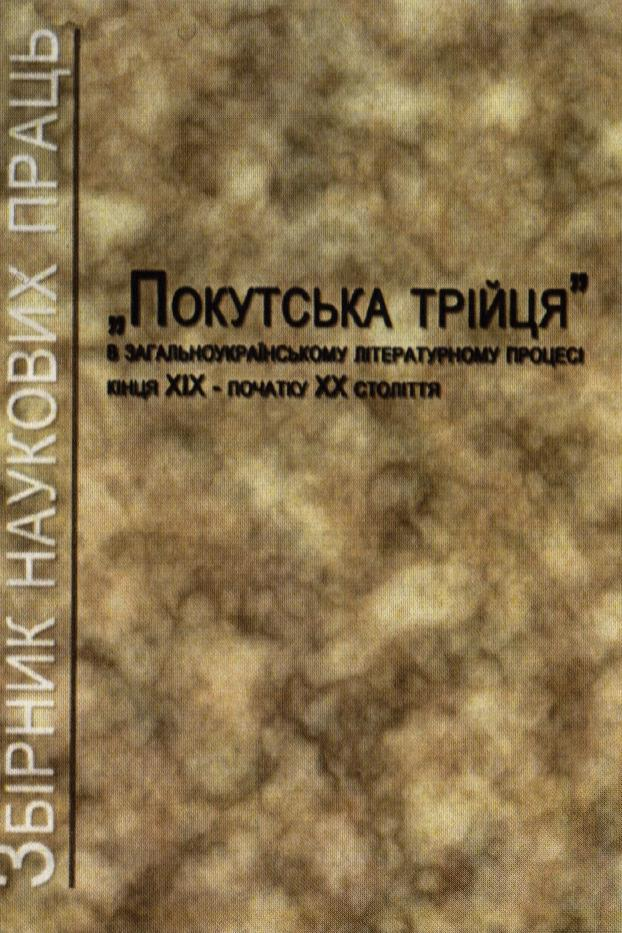 ЗБІРНИК НАУКОВИХ ПРАЦЬ
„ПОКУТСЬКА ТРІЙЦЯ”
В ЗАГАЛЬНОУКРАЇНСЬКОМУ ЛІТЕРАТУРНОМУ ПРОЦЕСІ
КІНЦЯ XIX - ПОЧАТКУ XX СТОЛІТТЯ